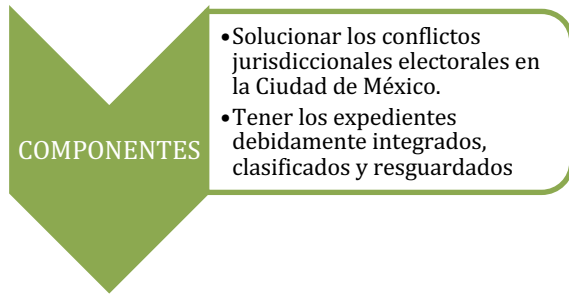 COMPONENTES
•Solucionar los conflictos
jurisdiccionales electorales en
la Ciudad de México.
•Tener los expedientes
debidamente integrados,
clasificados y resguardados